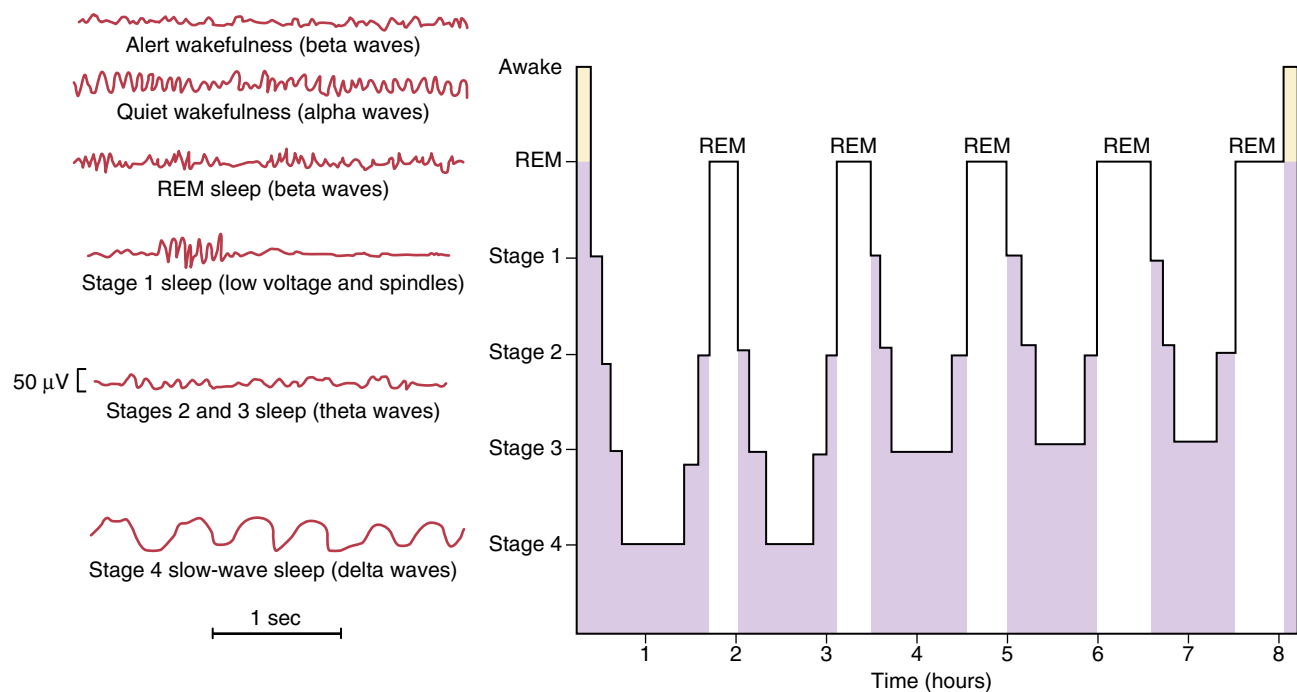 Alert wakefulness (beta waves)
Quiet wakefulness (alpha waves)
REM sleep (beta waves)
Stage 1 sleep (low voltage and spindles)
50 μV
Stages 2 and 3 sleep (theta waves)
Stage 4 slow-wave sleep (delta waves)
1 sec
Awake
REM
Stage 1
Stage 2
Stage 3
Stage 4
REM REM REM REM REM
1 2 3 4 5 6 7 8
Time (hours)